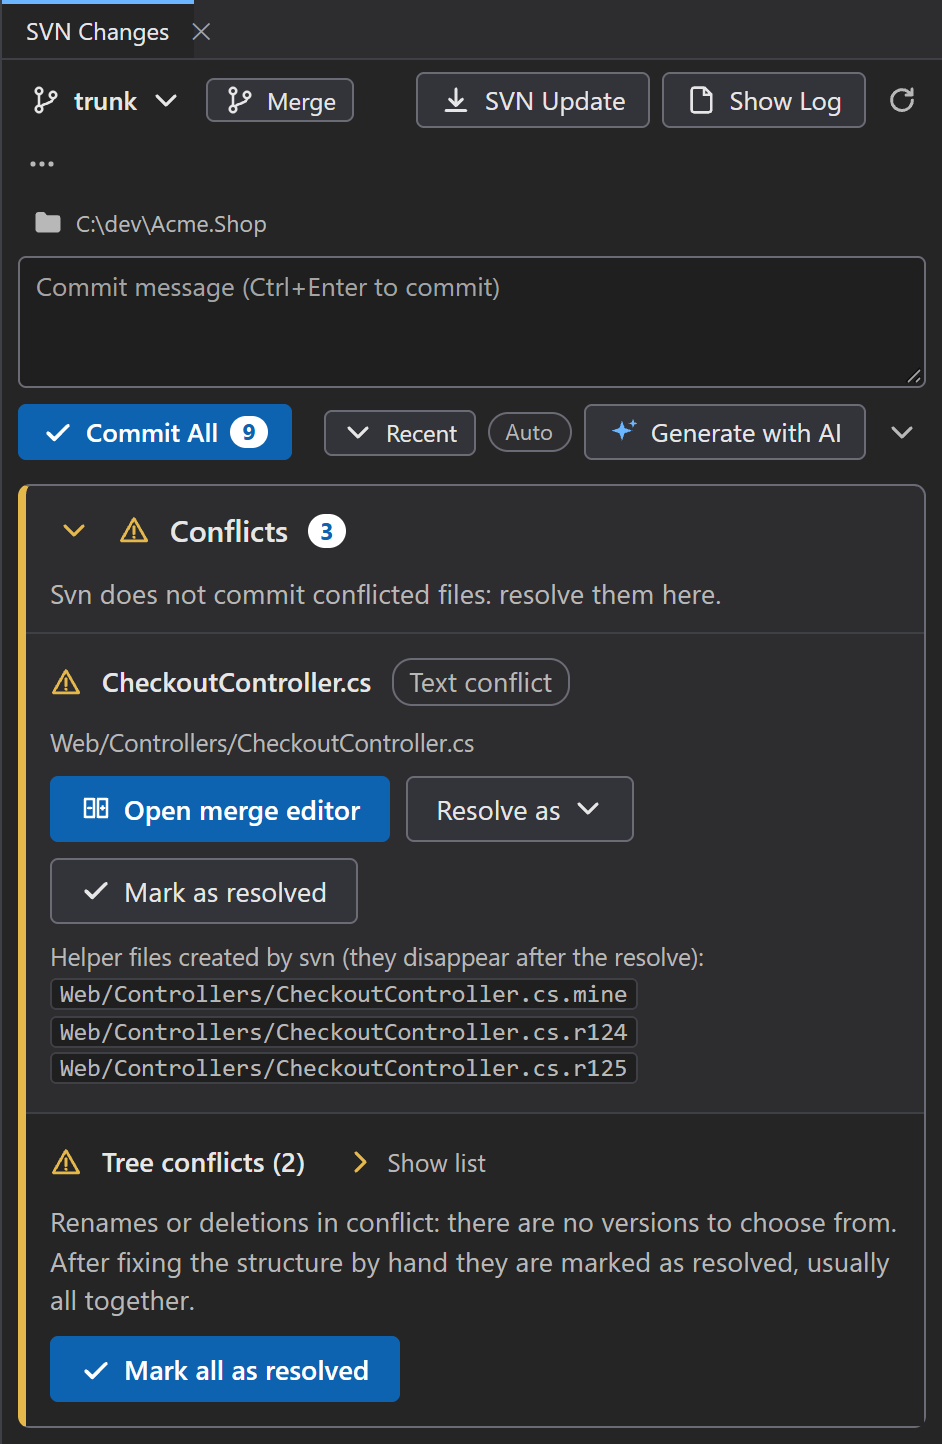 SVN Changes
trunk
Merge
SVN Update
Show Log
C:\dev\Acme.Shop
Commit message (Ctrl+Enter to commit)
Commit All 9
Recent
Auto
Generate with AI
Conflicts 3
Svn does not commit conflicted files: resolve them here.
CheckoutController.cs
Text conflict
Web/Controllers/CheckoutController.cs
Open merge editor
Resolve as
Mark as resolved
Helper files created by svn (they disappear after the resolve):
Web/Controllers/CheckoutController.cs.mine
Web/Controllers/CheckoutController.cs.r124
Web/Controllers/CheckoutController.cs.r125
Tree conflicts (2)
Show list
Renames or deletions in conflict: there are no versions to choose from.
After fixing the structure by hand they are marked as resolved, usually
all together.
Mark all as resolved